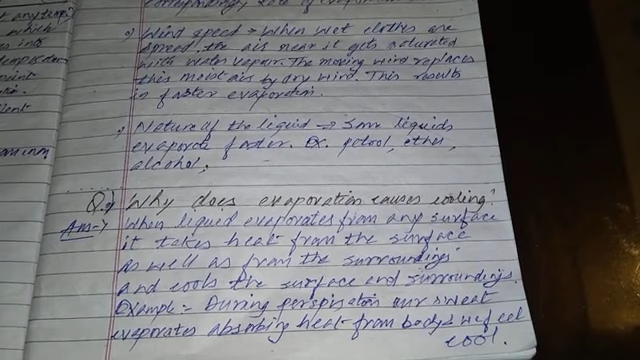 of
Wind speed → When wet clothes are
spread, the air near it gets saturated
with water vapour. The moving wind replaces
this moist air by dry wind. This results
in faster evaporation.
Nature of the liquid → Some liquids
evaporate faster. Ex. petrol, ether,
alcohol,
Q.) Why does evaporation causes cooling?
Ans→ When liquid evaporates from any surface
it takes heat from the surface
as well as from the surroundings
and cools the surface and surroundings.
Example:- During perspiration our sweat
evaporates absorbing heat from body & we feel
cool.